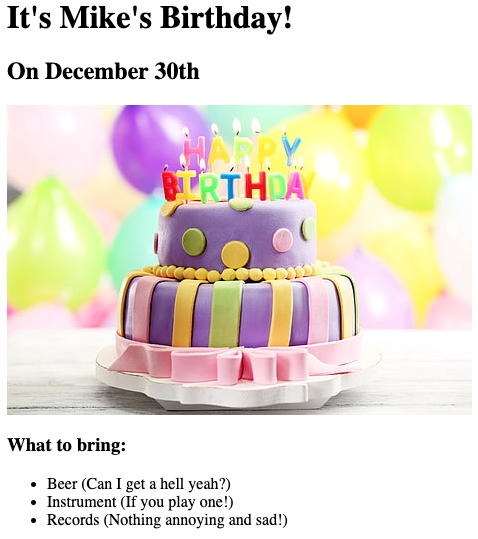 It's Mike's Birthday!
On December 30th
HAPPY
BIRTHDAY
What to bring:
Beer (Can I get a hell yeah?)
Instrument (If you play one!)
Records (Nothing annoying and sad!)